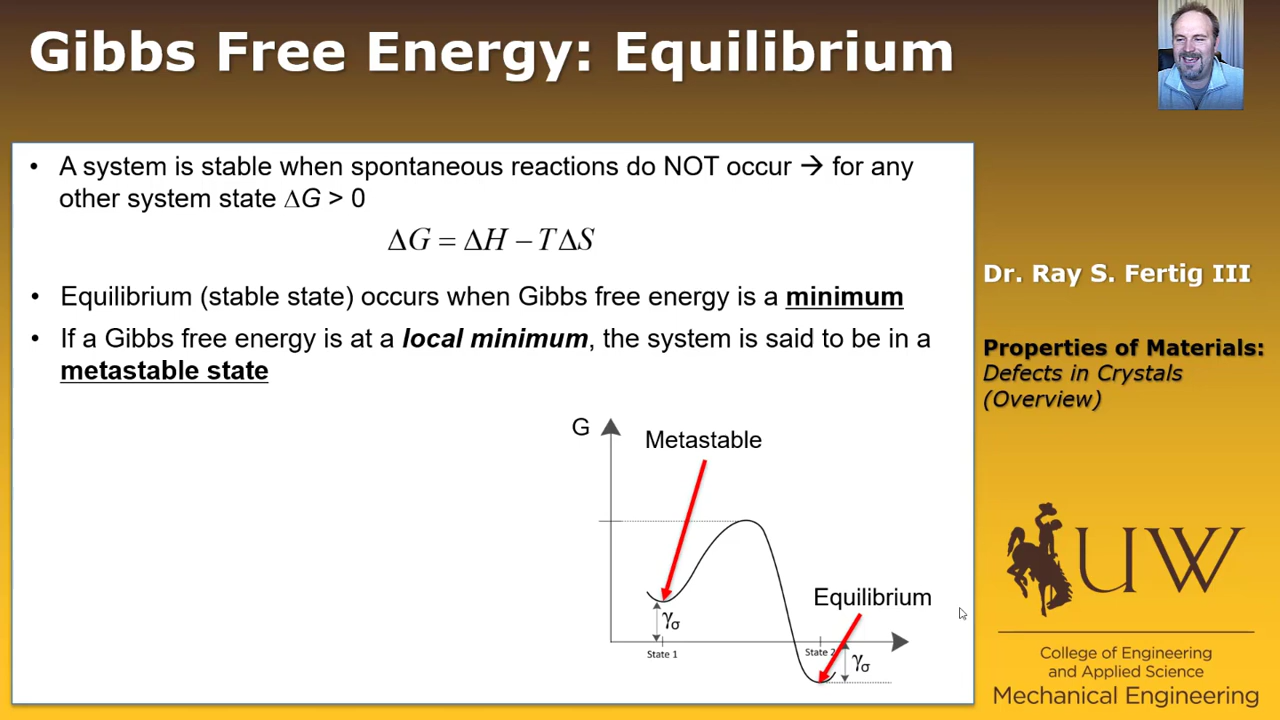 Gibbs Free Energy: Equilibrium
• A system is stable when spontaneous reactions do NOT occur → for any
other system state ΔG > 0
ΔG = ΔH − TΔS
• Equilibrium (stable state) occurs when Gibbs free energy is a minimum
• If a Gibbs free energy is at a local minimum, the system is said to be in a
metastable state
G
Metastable
Equilibrium
γσ
State 1
State 2
γσ
Dr. Ray S. Fertig III
Properties of Materials:
Defects in Crystals
(Overview)
UW
College of Engineering
and Applied Science
Mechanical Engineering